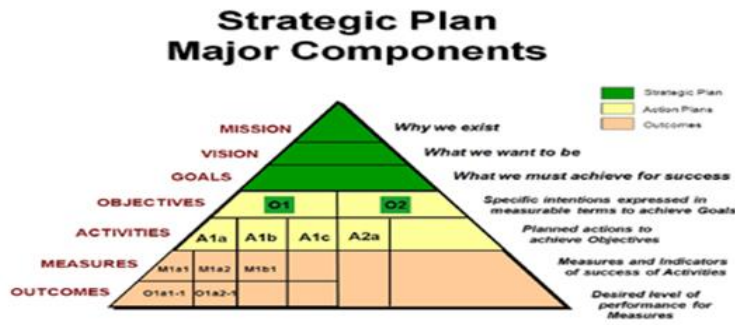 Strategic Plan
Major Components
Strategic Plan
Action Plans
Outcomes
MISSION
Why we exist
VISION
What we want to be
GOALS
What we must achieve for success
OBJECTIVES
O1
O2
Specific intentions expressed in
measurable terms to achieve Goals
ACTIVITIES
A1a
A1b
A1c
A2a
Planned actions to
achieve Objectives
MEASURES
M1a1
M1a2
M1b1
Measures and Indicators
of success of Activities
OUTCOMES
O1a1-1
O1a2-1
Desired level of
performance for
Measures